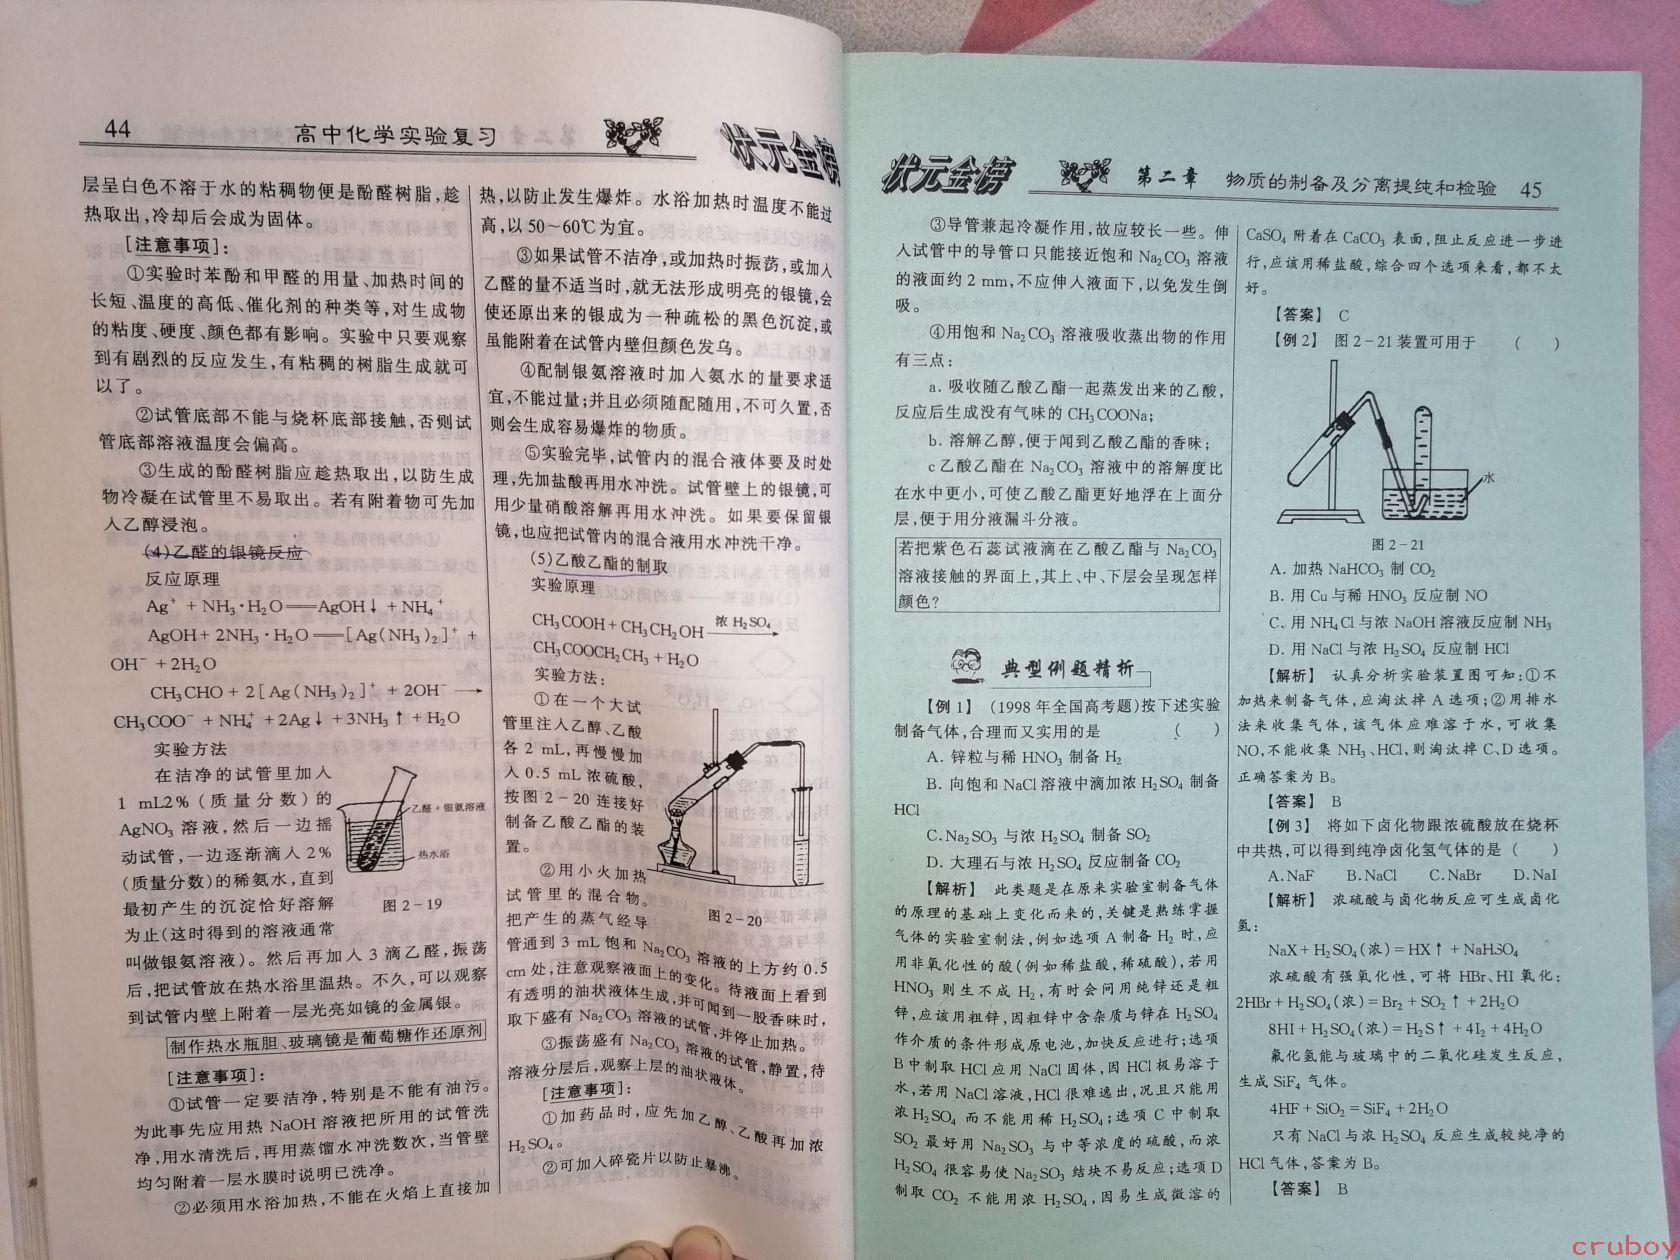 44 高中化学实验复习 状元金榜
层呈白色不溶于水的粘稠物便是酚醛树脂,趁
热取出,冷却后会成为固体。
[注意事项]:
①实验时苯酚和甲醛的用量、加热时间的
长短、温度的高低、催化剂的种类等,对生成物
的粘度、硬度、颜色都有影响。实验中只要观察
到有剧烈的反应发生,有粘稠的树脂生成就可
以了。
②试管底部不能与烧杯底部接触,否则试
管底部溶液温度会偏高。
③生成的酚醛树脂应趁热取出,以防生成
物冷凝在试管里不易取出。若有附着物可先加
入乙醇浸泡。
(4)乙醛的银镜反应
反应原理
Ag⁺ + NH₃·H₂O══AgOH↓ + NH₄⁺
AgOH + 2NH₃·H₂O══[Ag(NH₃)₂]⁺ +
OH⁻ + 2H₂O
CH₃CHO + 2[Ag(NH₃)₂]⁺ + 2OH⁻ ⟶
CH₃COO⁻ + NH₄⁺ + 2Ag↓ + 3NH₃↑ + H₂O
实验方法
在洁净的试管里加入
1 mL2%(质量分数)的
AgNO₃ 溶液,然后一边摇
动试管,一边逐渐滴入2%
(质量分数)的稀氨水,直到
最初产生的沉淀恰好溶解
为止(这时得到的溶液通常
乙醛+银氨溶液
热水浴
图 2-19
叫做银氨溶液)。然后再加入 3 滴乙醛,振荡
后,把试管放在热水浴里温热。不久,可以观察
到试管内壁上附着一层光亮如镜的金属银。
制作热水瓶胆、玻璃镜是葡萄糖作还原剂
[注意事项]:
①试管一定要洁净,特别是不能有油污。
为此事先应用热 NaOH 溶液把所用的试管洗
净,用水清洗后,再用蒸馏水冲洗数次,当管壁
均匀附着一层水膜时说明已洗净。
②必须用水浴加热,不能在火焰上直接加
热,以防止发生爆炸。水浴加热时温度不能过
高,以 50~60℃为宜。
③如果试管不洁净,或加热时振荡,或加入
乙醛的量不适当时,就无法形成明亮的银镜,会
使还原出来的银成为一种疏松的黑色沉淀,或
虽能附着在试管内壁但颜色发乌。
④配制银氨溶液时加入氨水的量要求适
宜,不能过量;并且必须随配随用,不可久置,否
则会生成容易爆炸的物质。
⑤实验完毕,试管内的混合液体要及时处
理,先加盐酸再用水冲洗。试管壁上的银镜,可
用少量硝酸溶解再用水冲洗。如果要保留银
镜,也应把试管内的混合液用水冲洗干净。
(5)乙酸乙酯的制取
实验原理
CH₃COOH + CH₃CH₂OH 浓 H₂SO₄ ⟶
CH₃COOCH₂CH₃ + H₂O
实验方法:
①在一个大试
管里注入乙醇、乙酸
各 2 mL,再慢慢加
入 0.5 mL 浓硫酸,
按图 2-20 连接好
制备乙酸乙酯的装
置。
②用小火加热
试管里的混合物。
把产生的蒸气经导
图 2-20
管通到 3 mL 饱和 Na₂CO₃ 溶液的上方约 0.5
cm 处,注意观察液面上的变化。待液面上看到
有透明的油状液体生成,并可闻到一股香味时,
取下盛有 Na₂CO₃ 溶液的试管,并停止加热。
③振荡盛有 Na₂CO₃ 溶液的试管,静置,待
溶液分层后,观察上层的油状液体。
[注意事项]:
①加药品时,应先加乙醇、乙酸再加浓
H₂SO₄。
②可加入碎瓷片以防止暴沸。
状元金榜 第二章 物质的制备及分离提纯和检验 45
③导管兼起冷凝作用,故应较长一些。伸
入试管中的导管口只能接近饱和 Na₂CO₃ 溶液
的液面约 2 mm,不应伸入液面下,以免发生倒
吸。
④用饱和 Na₂CO₃ 溶液吸收蒸出物的作用
有三点:
a. 吸收随乙酸乙酯一起蒸发出来的乙酸,
反应后生成没有气味的 CH₃COONa;
b. 溶解乙醇,便于闻到乙酸乙酯的香味;
c 乙酸乙酯在 Na₂CO₃ 溶液中的溶解度比
在水中更小,可使乙酸乙酯更好地浮在上面分
层,便于用分液漏斗分液。
若把紫色石蕊试液滴在乙酸乙酯与 Na₂CO₃
溶液接触的界面上,其上、中、下层会呈现怎样
颜色?
典型例题精析
【例 1】 (1998 年全国高考题)按下述实验
制备气体,合理而又实用的是 ( )
A. 锌粒与稀 HNO₃ 制备 H₂
B. 向饱和 NaCl 溶液中滴加浓 H₂SO₄ 制备
HCl
C. Na₂SO₃ 与浓 H₂SO₄ 制备 SO₂
D. 大理石与浓 H₂SO₄ 反应制备 CO₂
【解析】 此类题是在原来实验室制备气体
的原理的基础上变化而来的,关键是熟练掌握
气体的实验室制法,例如选项 A 制备 H₂ 时,应
用非氧化性的酸(例如稀盐酸,稀硫酸),若用
HNO₃ 则生不成 H₂,有时会问用纯锌还是粗
锌,应该用粗锌,因粗锌中含杂质与锌在 H₂SO₄
作介质的条件形成原电池,加快反应进行;选项
B 中制取 HCl 应用 NaCl 固体,因 HCl 极易溶于
水,若用 NaCl 溶液,HCl 很难逸出,况且只能用
浓 H₂SO₄ 而不能用稀 H₂SO₄;选项 C 中制取
SO₂ 最好用 Na₂SO₃ 与中等浓度的硫酸,而浓
H₂SO₄ 很容易使 Na₂SO₃ 结块不易反应;选项 D
制取 CO₂ 不能用浓 H₂SO₄,因易生成微溶的
CaSO₄ 附着在 CaCO₃ 表面,阻止反应进一步进
行,应该用稀盐酸,综合四个选项来看,都不太
好。
【答案】 C
【例 2】 图 2-21 装置可用于 ( )
水
图 2-21
A. 加热 NaHCO₃ 制 CO₂
B. 用 Cu 与稀 HNO₃ 反应制 NO
C. 用 NH₄Cl 与浓 NaOH 溶液反应制 NH₃
D. 用 NaCl 与浓 H₂SO₄ 反应制 HCl
【解析】 认真分析实验装置图可知:①不
加热来制备气体,应淘汰掉 A 选项;②用排水
法来收集气体,该气体应难溶于水,可收集
NO,不能收集 NH₃、HCl,则淘汰掉 C、D 选项。
正确答案为 B。
【答案】 B
【例 3】 将如下卤化物跟浓硫酸放在烧杯
中共热,可以得到纯净卤化氢气体的是 ( )
A. NaF B. NaCl C. NaBr D. NaI
【解析】 浓硫酸与卤化物反应可生成卤化
氢:
NaX + H₂SO₄(浓) = HX↑ + NaHSO₄
浓硫酸有强氧化性,可将 HBr、HI 氧化:
2HBr + H₂SO₄(浓) = Br₂ + SO₂↑ + 2H₂O
8HI + H₂SO₄(浓) = H₂S↑ + 4I₂ + 4H₂O
氟化氢能与玻璃中的二氧化硅发生反应,
生成 SiF₄ 气体。
4HF + SiO₂ = SiF₄ + 2H₂O
只有 NaCl 与浓 H₂SO₄ 反应生成较纯净的
HCl 气体,答案为 B。
【答案】 B
cruboy